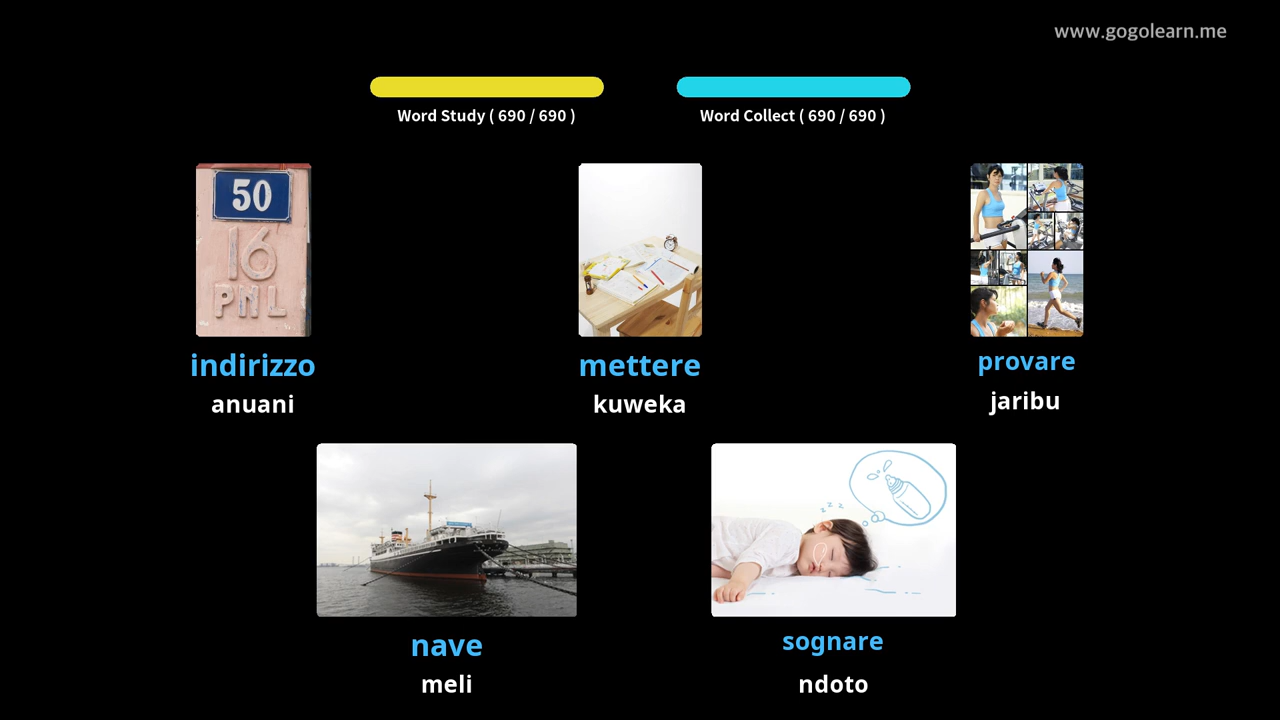 www.gogolearn.me
Word Study ( 690 / 690 )
Word Collect ( 690 / 690 )
50
16
PNL
indirizzo
anuani
mettere
kuweka
provare
jaribu
zzz
nave
meli
sognare
ndoto